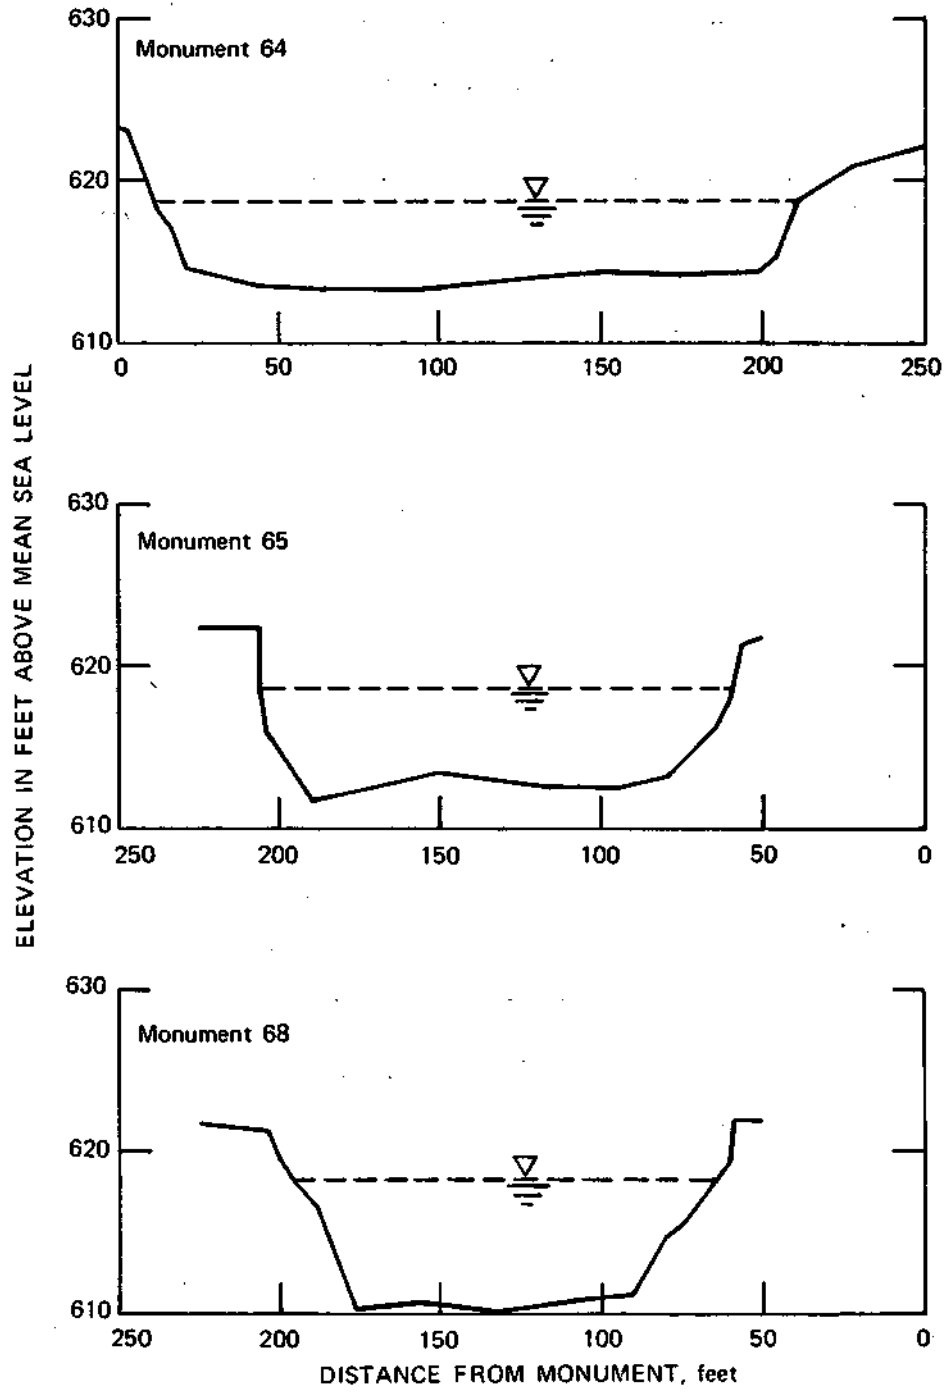 630
Monument 64
620
610
0 50 100 150 200 250
630
Monument 65
620
610
250 200 150 100 50 0
630
Monument 68
620
610
250 200 150 100 50 0
DISTANCE FROM MONUMENT, feet
ELEVATION IN FEET ABOVE MEAN SEA LEVEL